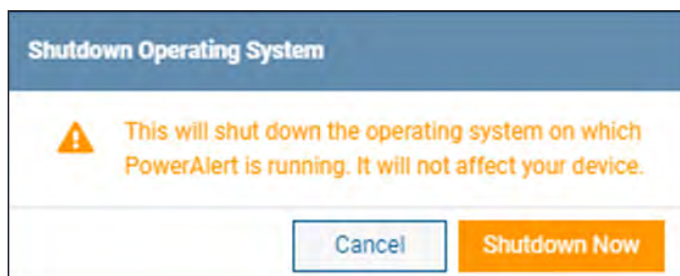 Shutdown Operating System
This will shut down the operating system on which
PowerAlert is running. It will not affect your device.
Cancel Shutdown Now